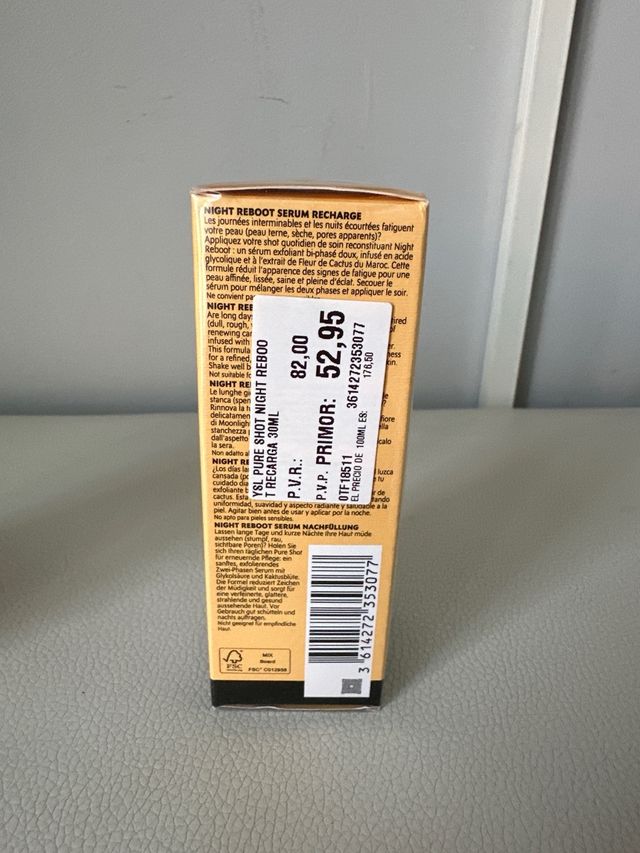 NIGHT REBOOT SERUM RECHARGE
Les journées interminables et les nuits écourtées fatiguent
votre peau (peau terne, sèche, pores apparents)?
Appliquez votre shot quotidien de soin reconstituant Night
Reboot : un sérum exfoliant bi-phasé doux, infusé en acide
glycolique et à l'extrait de Fleur de Cactus du Maroc. Cette
formule réduit l'apparence des signes de fatigue pour une
peau affinée, lissée, saine et pleine d'éclat. Secouer le
sérum pour mélanger les deux phases et appliquer le soir.
Ne convient pa
NIGHT REB
Are long day
(dull, rough,
renewing car
infused with
This formula
for a refined,
Shake well b
Not suitable fo
NIGHT RE
Le lunghe gi
stanca (spen
Rinnova la tu
delicatamen
di Moonligh
stanchezza
dall'aspetto
la sera.
Non adatto al
NIGHT RE
¿Los días la
cansada (po
cuidado dia
exfoliante b
cactus. Esta
uniformidad, suavidad y aspecto radiante y saludable a la
piel. Agitar bien antes de usar y aplicar por la noche.
No apto para pieles sensibles.
NIGHT REBOOT SERUM NACHFÜLLUNG
Lassen lange Tage und kurze Nächte Ihre Haut müde
aussehen (stumpf, rau,
sichtbare Poren)? Holen Sie
sich Ihren täglichen Pure Shot
für erneuernde Pflege: ein
sanftes, exfolierendes
Zwei-Phasen Serum mit
Glykolsäure und Kaktusblüte.
Die Formel reduziert Zeichen
der Müdigkeit und sorgt für
eine verfeinerte, glattere,
strahlende und gesund
aussehende Haut. Vor
Gebrauch gut schütteln und
nachts auftragen.
Nicht geeignet für empfindliche
Haut.
YSL PURE SHOT NIGHT REBOO
T RECARGA 30ML
P.V.R.: 82,00
P.V.P. PRIMOR: 52,95
0TF18511 3614272353077
EL PRECIO DE 100ML ES: 176,50
FSC
MIX
Board
FSC® C012958
3 614272 353077